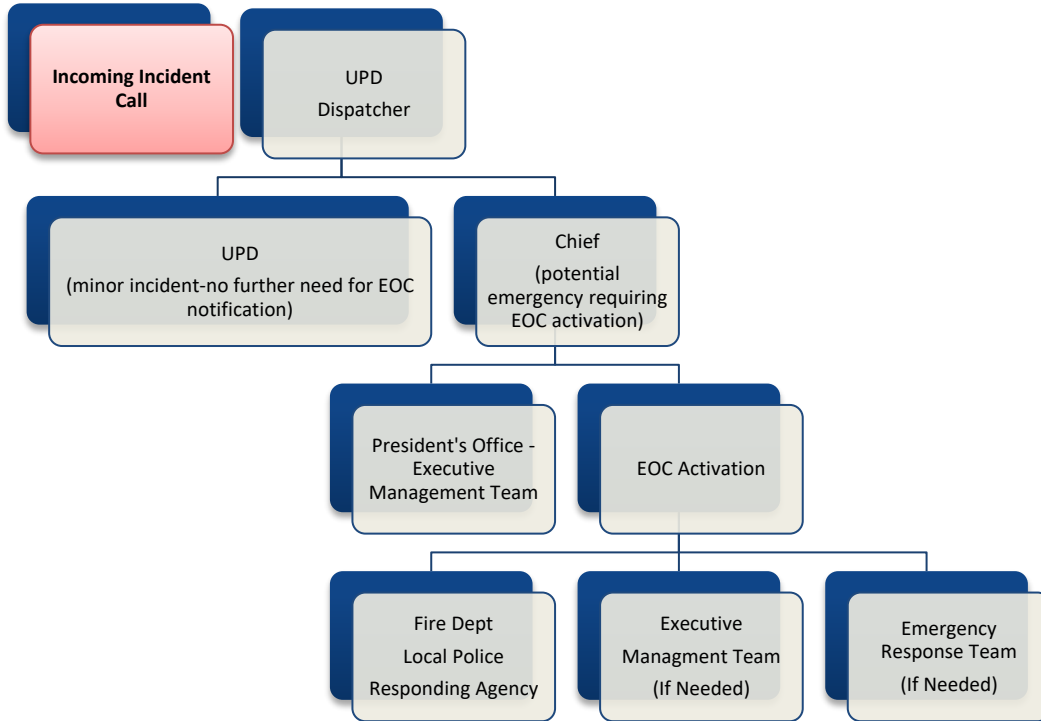 Incoming Incident
Call
UPD
Dispatcher
UPD
(minor incident-no further need for EOC
notification)
Chief
(potential
emergency requiring
EOC activation)
President's Office -
Executive
Management Team
EOC Activation
Fire Dept
Local Police
Responding Agency
Executive
Managment Team
(If Needed)
Emergency
Response Team
(If Needed)